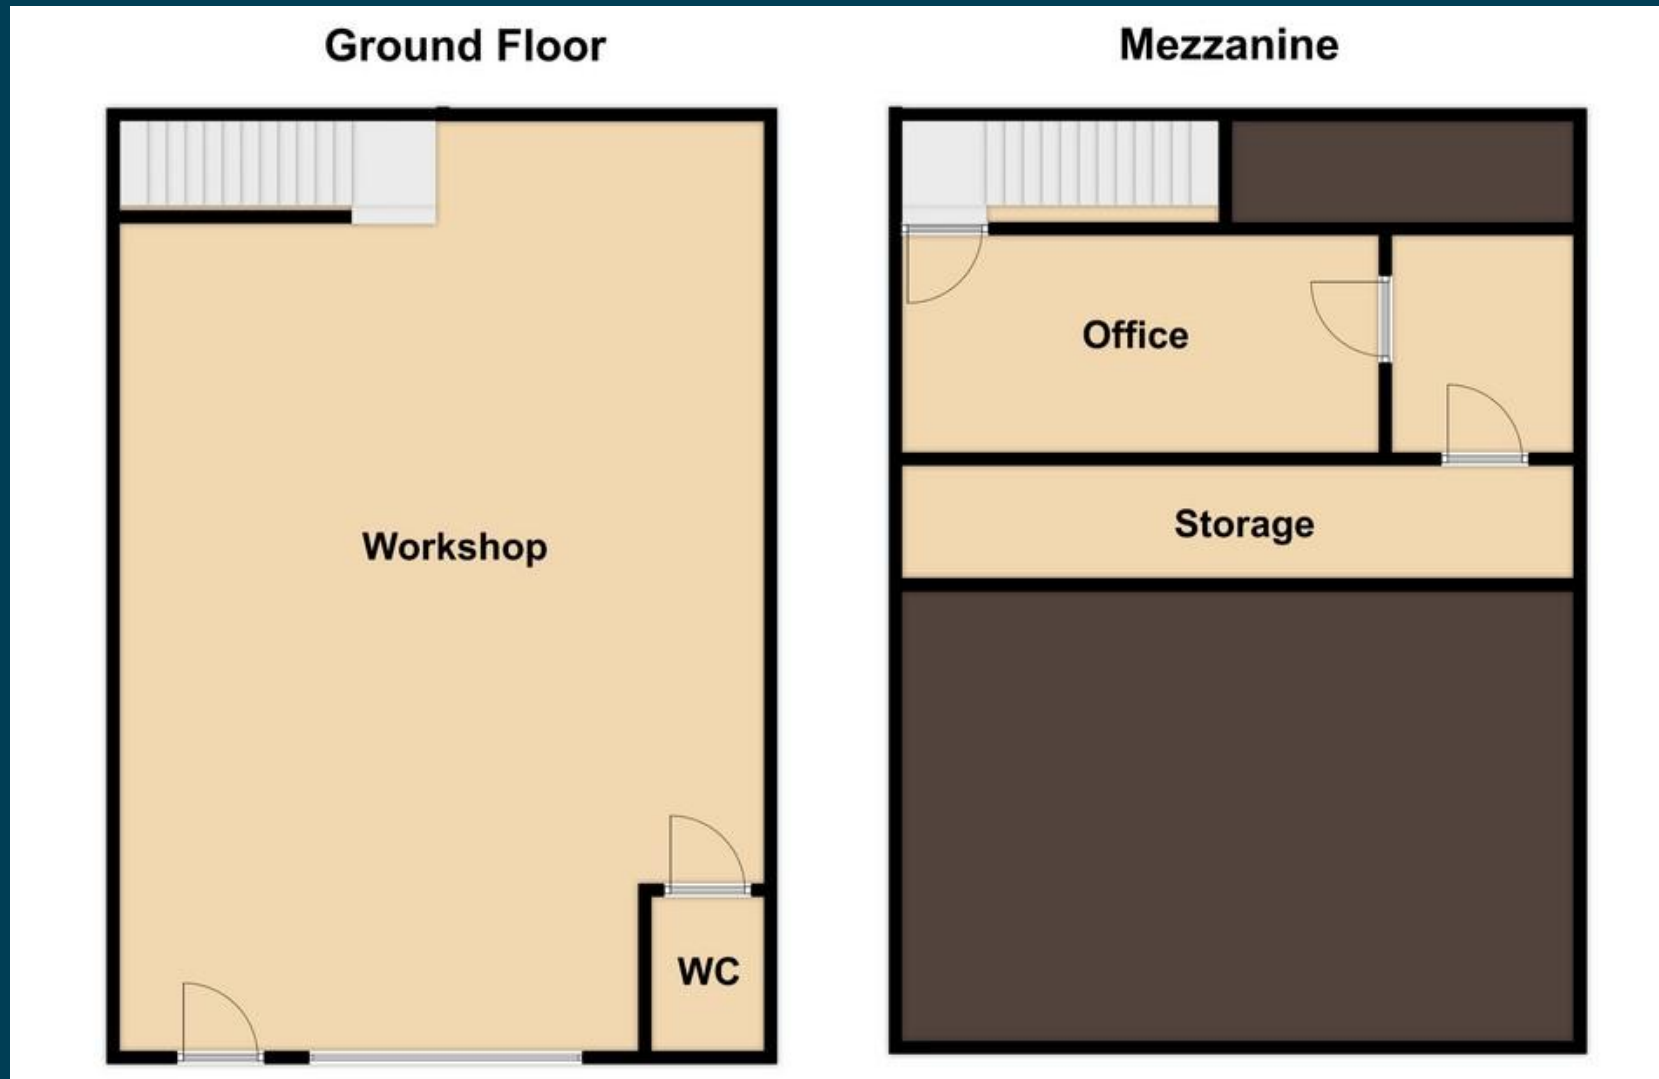 Ground Floor
Mezzanine
Office
Storage
Workshop
WC